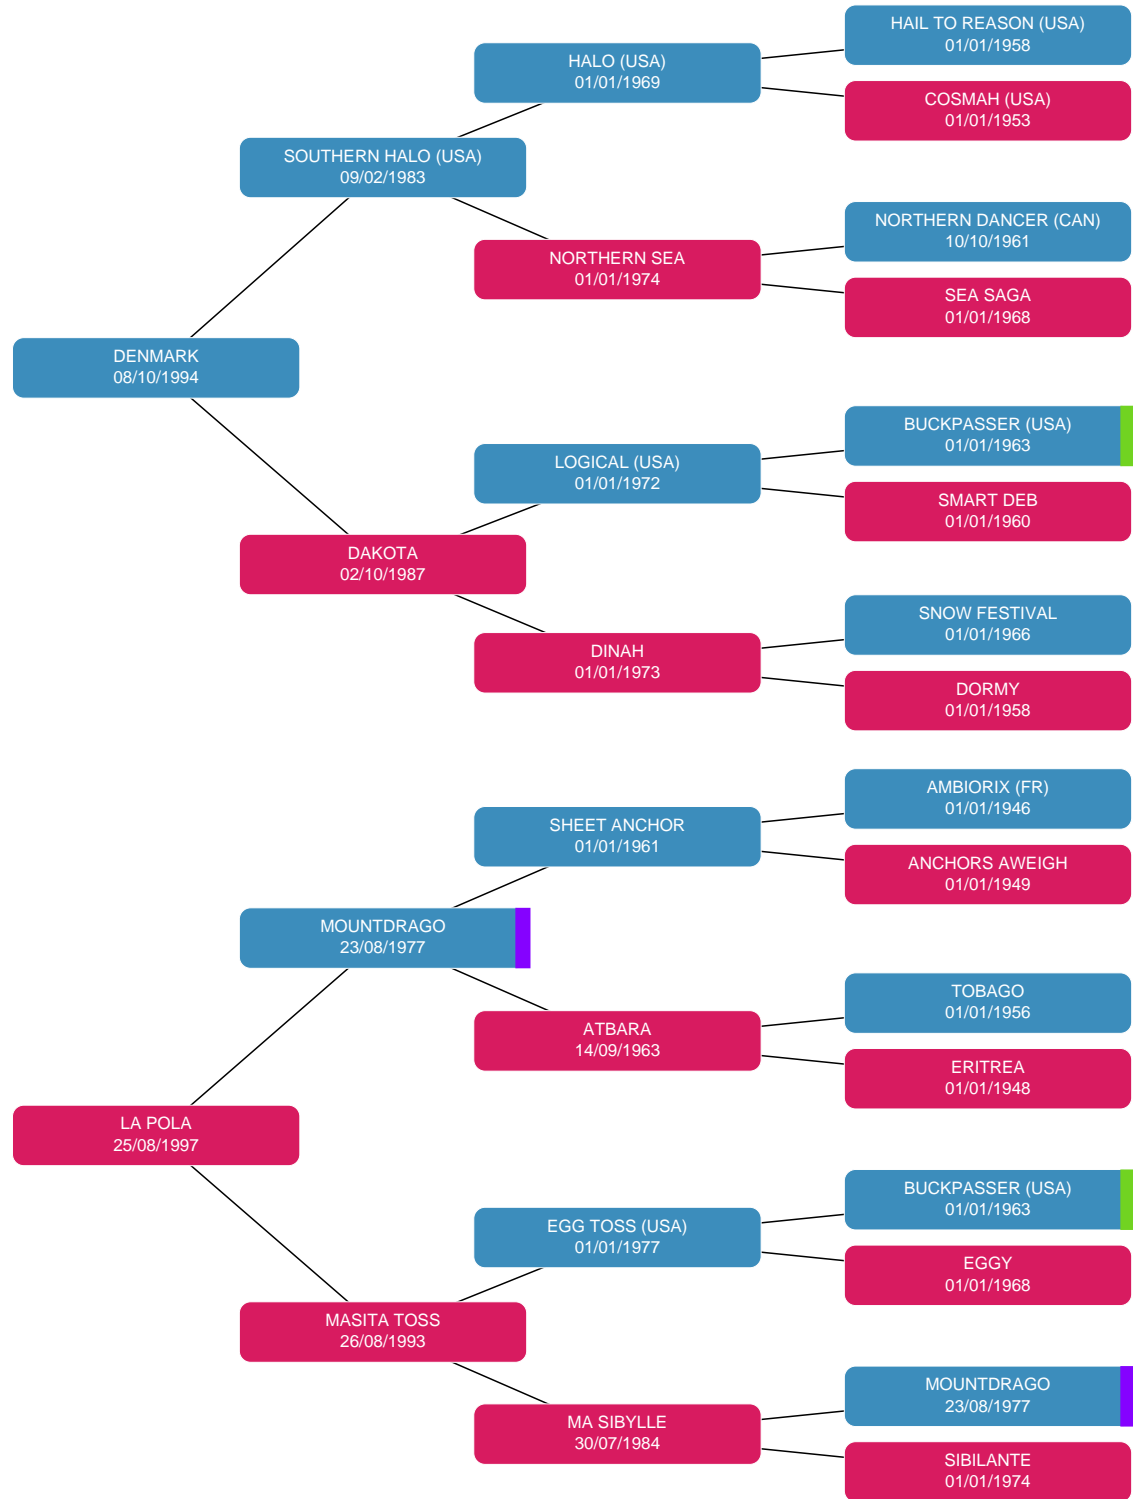 HAIL TO REASON (USA)
01/01/1958
HALO (USA)
01/01/1969
COSMAH (USA)
01/01/1953
SOUTHERN HALO (USA)
09/02/1983
NORTHERN DANCER (CAN)
10/10/1961
NORTHERN SEA
01/01/1974
SEA SAGA
01/01/1968
DENMARK
08/10/1994
BUCKPASSER (USA)
01/01/1963
LOGICAL (USA)
01/01/1972
SMART DEB
01/01/1960
DAKOTA
02/10/1987
SNOW FESTIVAL
01/01/1966
DINAH
01/01/1973
DORMY
01/01/1958
AMBIORIX (FR)
01/01/1946
SHEET ANCHOR
01/01/1961
ANCHORS AWEIGH
01/01/1949
MOUNTDRAGO
23/08/1977
TOBAGO
01/01/1956
ATBARA
14/09/1963
ERITREA
01/01/1948
LA POLA
25/08/1997
BUCKPASSER (USA)
01/01/1963
EGG TOSS (USA)
01/01/1977
EGGY
01/01/1968
MASITA TOSS
26/08/1993
MOUNTDRAGO
23/08/1977
MA SIBYLLE
30/07/1984
SIBILANTE
01/01/1974